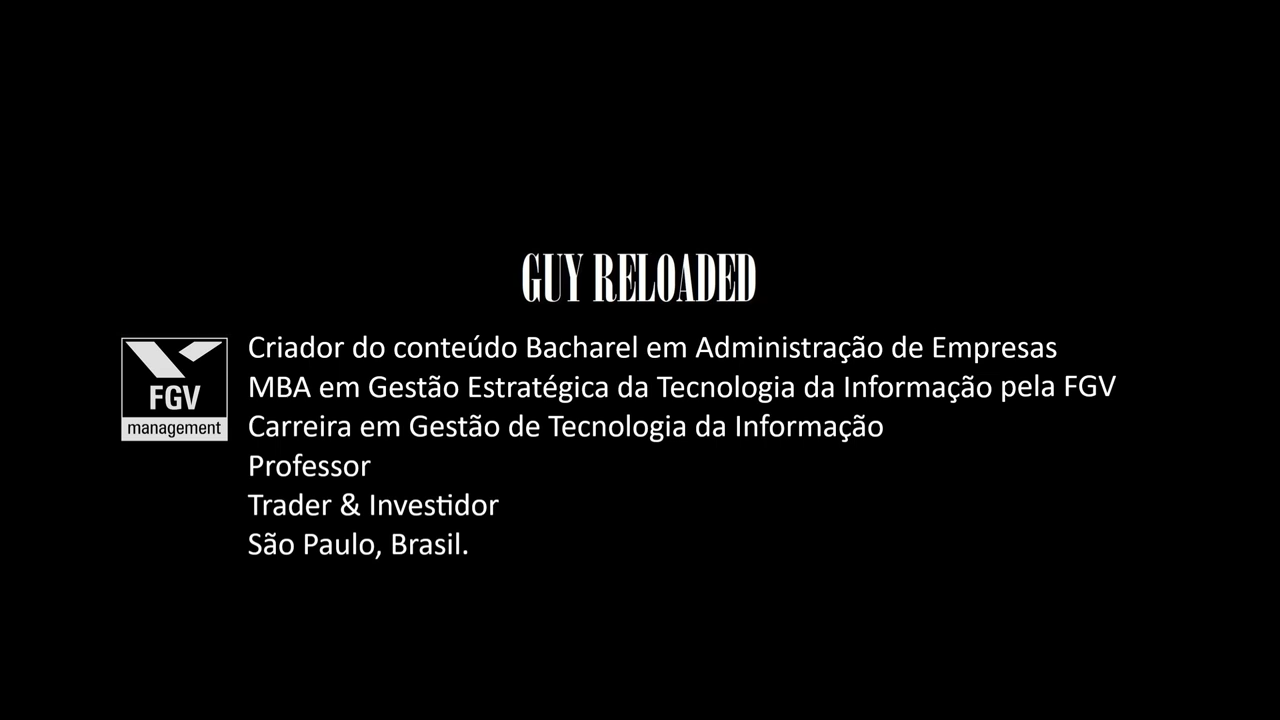 GUY RELOADED
Criador do conteúdo Bacharel em Administração de Empresas
MBA em Gestão Estratégica da Tecnologia da Informação pela FGV
Carreira em Gestão de Tecnologia da Informação
Professor
Trader & Investidor
São Paulo, Brasil.
FGV
management